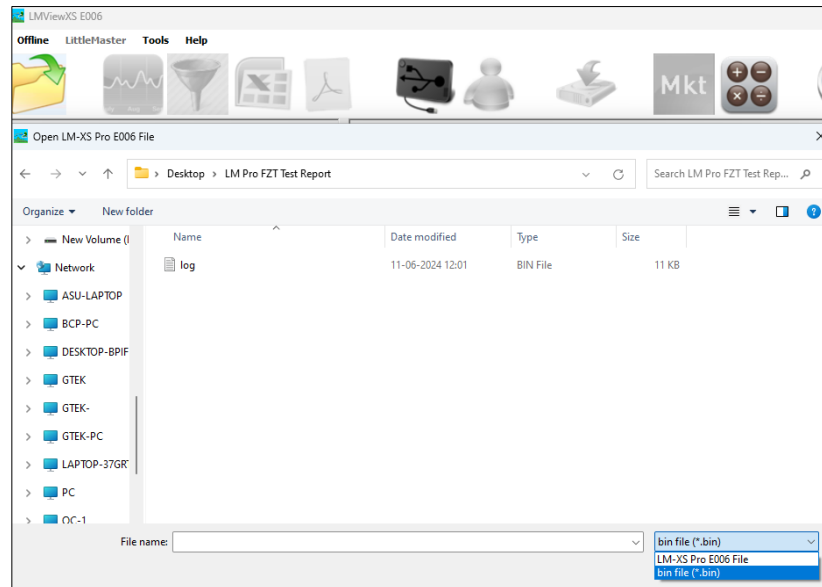 LMViewXS E006
Offline LittleMaster Tools Help
Mkt
Open LM-XS Pro E006 File
Desktop > LM Pro FZT Test Report
Search LM Pro FZT Test Rep...
Organize New folder
Name Date modified Type Size
New Volume (I
log 11-06-2024 12:01 BIN File 11 KB
Network
ASU-LAPTOP
BCP-PC
DESKTOP-BPIF
GTEK
GTEK-
GTEK-PC
LAPTOP-37GR
PC
OC-1
File name: bin file (*.bin)
LM-XS Pro E006 File
bin file (*.bin)